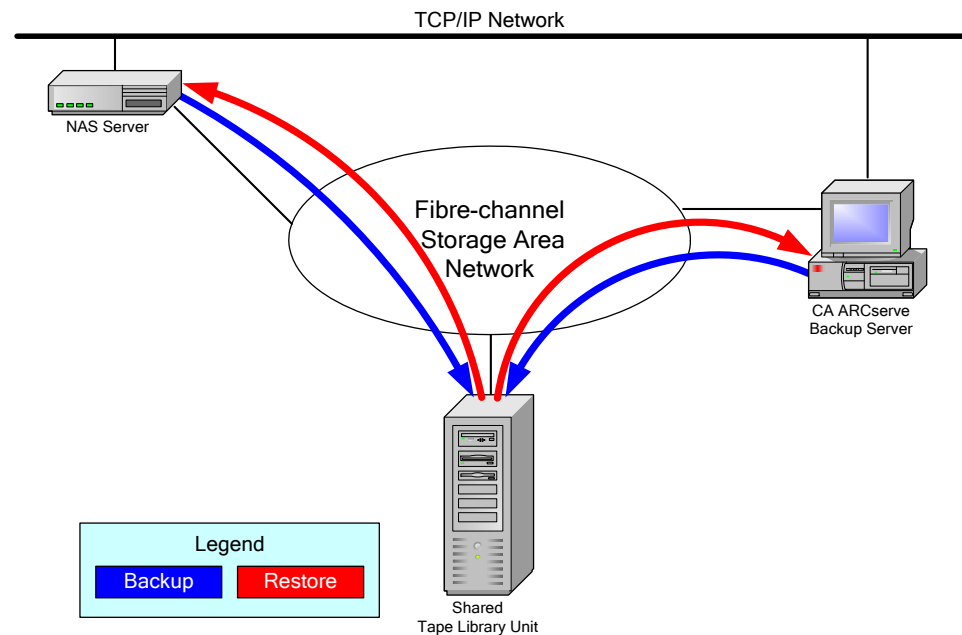 TCP/IP Network
NAS Server
Fibre-channel
Storage Area
Network
CA ARCserve
Backup Server
Legend
Backup
Restore
Shared
Tape Library Unit